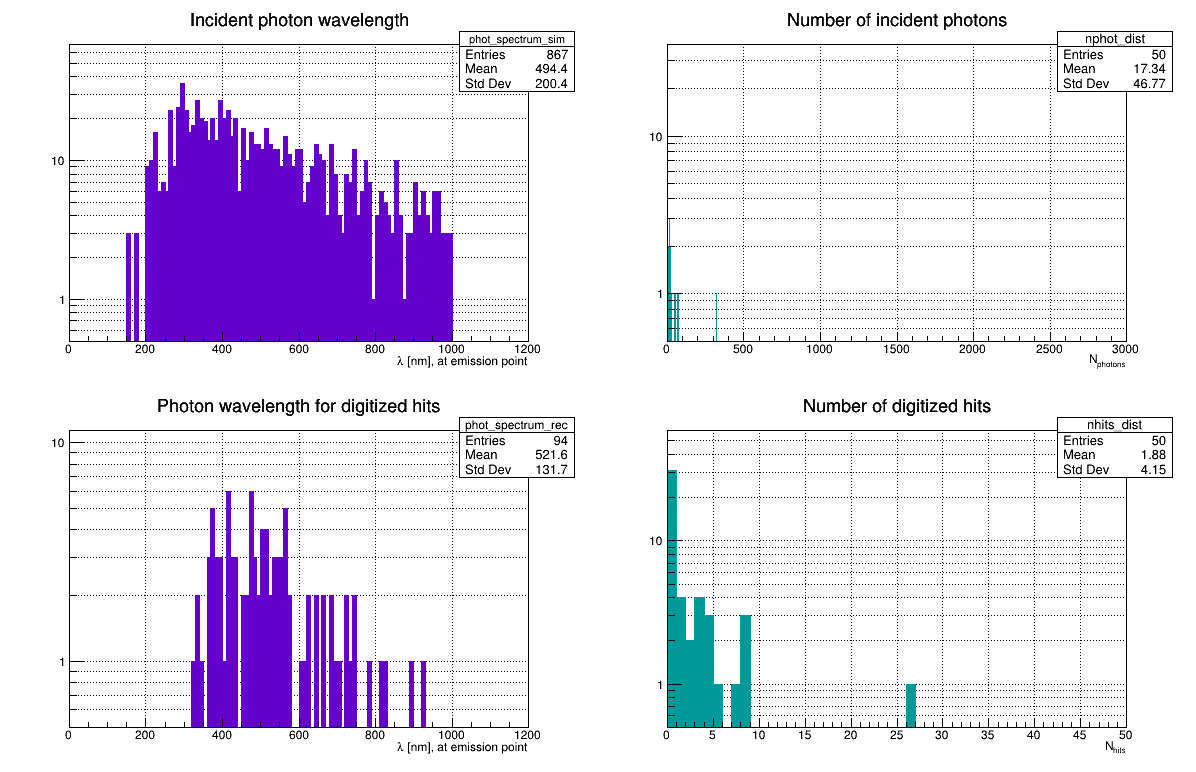 Incident photon wavelength
phot_spectrum_sim
Entries 867
Mean 494.4
Std Dev 200.4
10
1
0 200 400 600 800 1000 1200
λ [nm], at emission point
Number of incident photons
nphot_dist
Entries 50
Mean 17.34
Std Dev 46.77
10
1
0 500 1000 1500 2000 2500 3000
Nphotons
Photon wavelength for digitized hits
phot_spectrum_rec
Entries 94
Mean 521.6
Std Dev 131.7
10
1
0 200 400 600 800 1000 1200
λ [nm], at emission point
Number of digitized hits
nhits_dist
Entries 50
Mean 1.88
Std Dev 4.15
10
1
0 5 10 15 20 25 30 35 40 45 50
Nhits